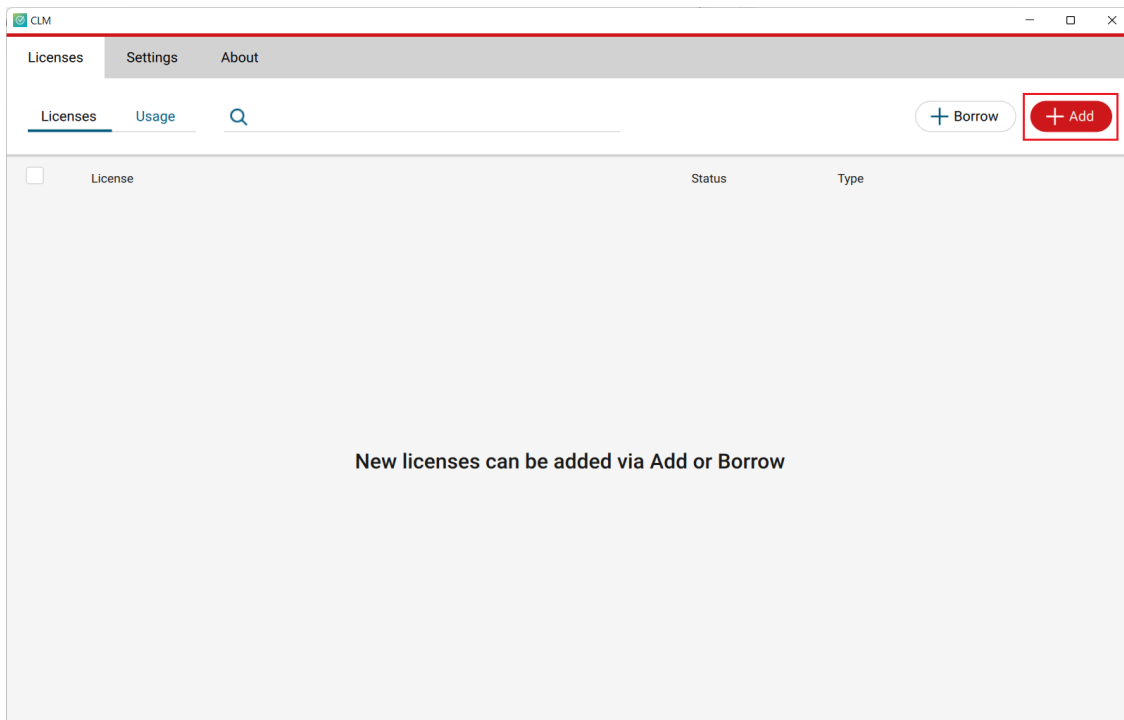 CLM
Licenses Settings About
Licenses Usage Borrow Add
License Status Type
New licenses can be added via Add or Borrow